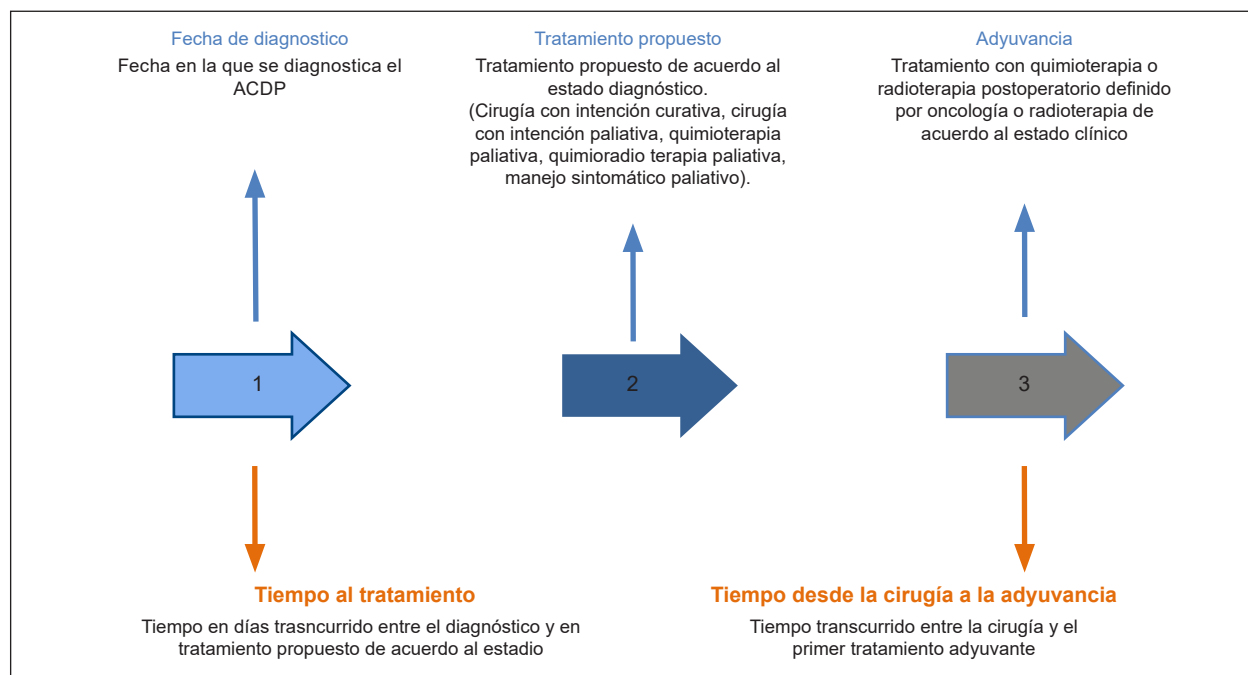 Fecha de diagnostico
Fecha en la que se diagnostica el
ACDP
Tratamiento propuesto
Tratamiento propuesto de acuerdo al
estado diagnóstico.
(Cirugía con intención curativa, cirugía
con intención paliativa, quimioterapia
paliativa, quimioradio terapia paliativa,
manejo sintomático paliativo).
Adyuvancia
Tratamiento con quimioterapia o
radioterapia postoperatorio definido
por oncología o radioterapia de
acuerdo al estado clínico
1
2
3
Tiempo al tratamiento
Tiempo en días trasncurrido entre el diagnóstico y en
tratamiento propuesto de acuerdo al estadio
Tiempo desde la cirugía a la adyuvancia
Tiempo transcurrido entre la cirugía y el
primer tratamiento adyuvante